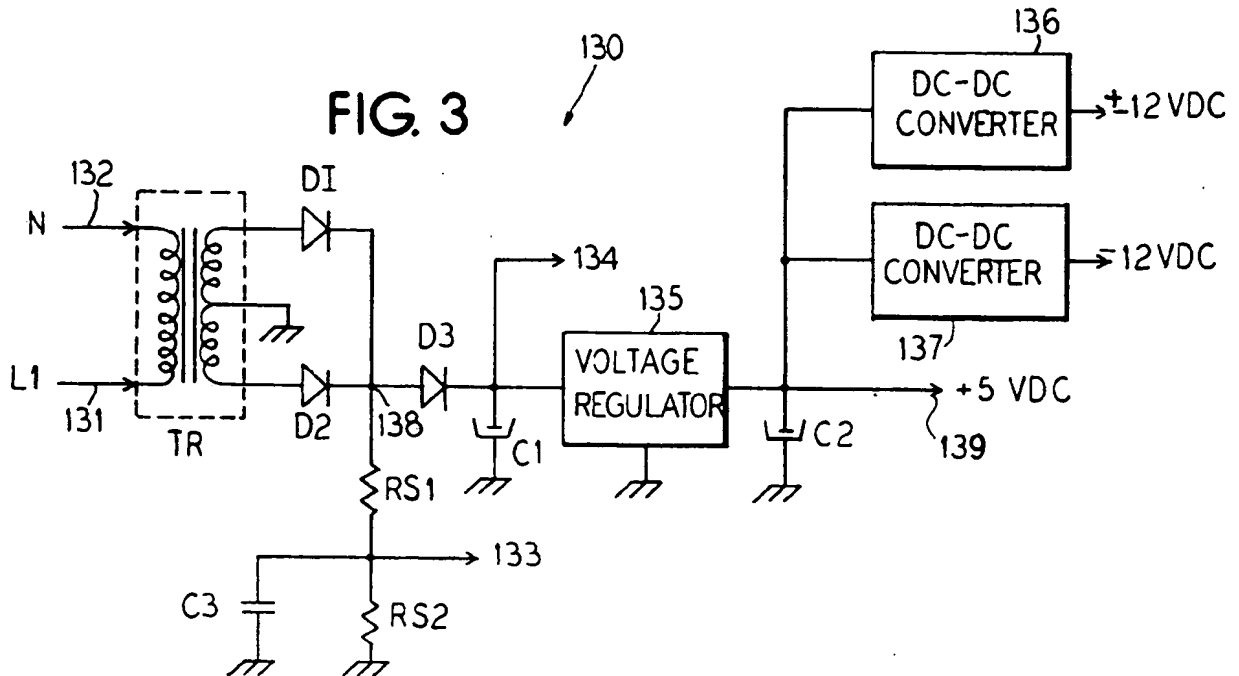 FIG. 3
130
136
DC-DC
CONVERTER
±12 VDC
132
N
DI
DC-DC
CONVERTER
-12 VDC
137
134
135
D3
VOLTAGE
REGULATOR
L1
131
TR
D2
138
C1
C2
+5 VDC
139
RS1
133
C3
RS2